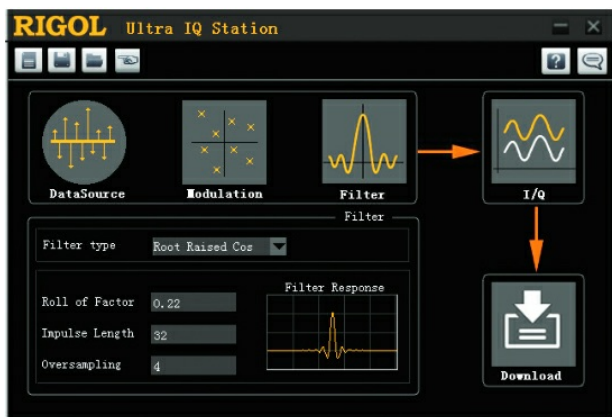 RIGOL Ultra IQ Station
DataSource
Modulation
Filter
I/Q
Filter
Filter type Root Raised Cos
Roll of Factor 0.22
Impulse Length 32
Oversampling 4
Filter Response
Download